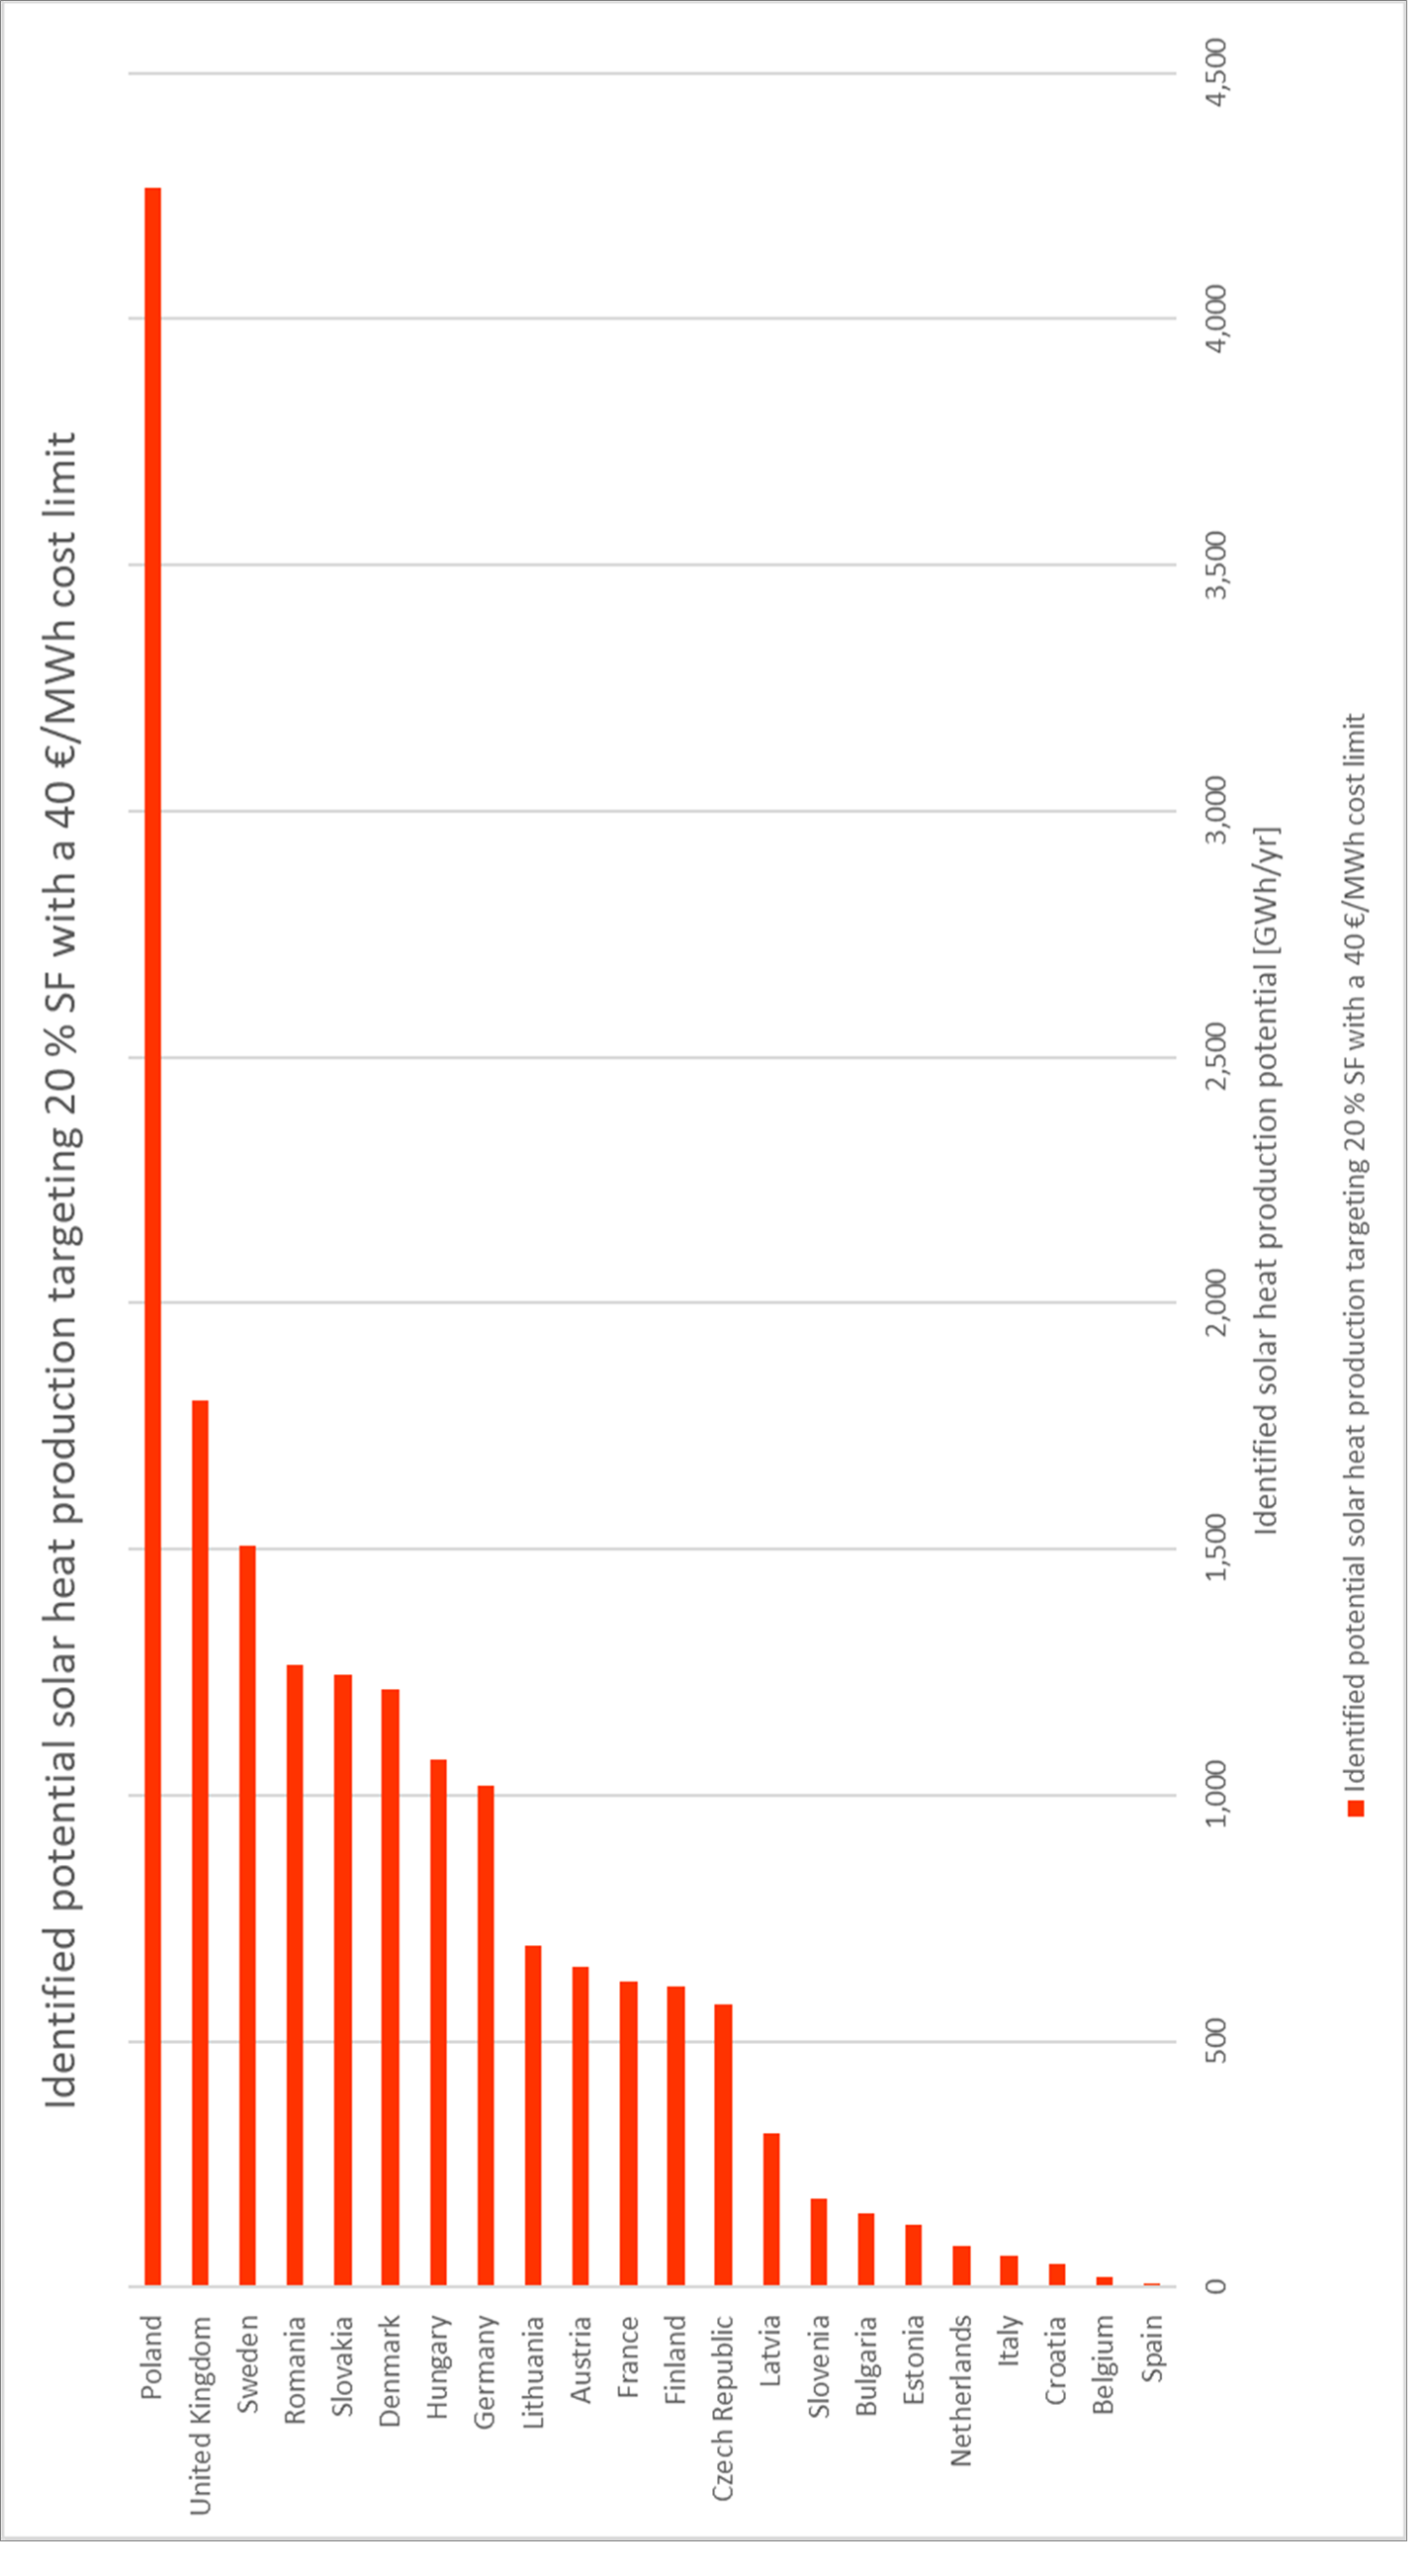 Identified potential solar heat production targeting 20 % SF with a 40 €/MWh cost limit
Poland
United Kingdom
Sweden
Romania
Slovakia
Denmark
Hungary
Germany
Lithuania
Austria
France
Finland
Czech Republic
Latvia
Slovenia
Bulgaria
Estonia
Netherlands
Italy
Croatia
Belgium
Spain
0 500 1,000 1,500 2,000 2,500 3,000 3,500 4,000 4,500
Identified solar heat production potential [GWh/yr]
Identified potential solar heat production targeting 20 % SF with a 40 €/MWh cost limit